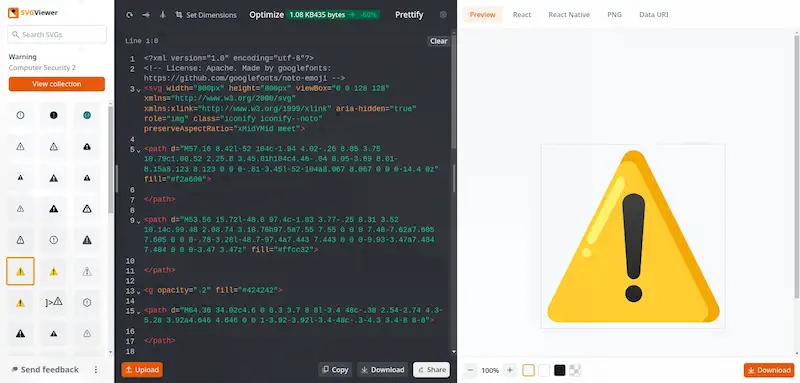 SVGViewer
Search SVGs
Warning
Computer Security 2
View collection
]>
Send feedback
Set Dimensions
Optimize
1.08 KB 435 bytes → -60%
Prettify
Line 1:0
Clear
1 <?xml version="1.0" encoding="utf-8"?>
2 <!-- License: Apache. Made by googlefonts:
https://github.com/googlefonts/noto-emoji -->
3 <svg width="800px" height="800px" viewBox="0 0 128 128"
xmlns="http://www.w3.org/2000/svg"
xmlns:xlink="http://www.w3.org/1999/xlink" aria-hidden="true"
role="img" class="iconify iconify--noto"
preserveAspectRatio="xMidYMid meet">
4
5 <path d="M57.16 8.42l-52 104c-1.94 4.02-.26 8.85 3.75
10.79c1.08.52 2.25.8 3.45.81h104c4.46-.04 8.05-3.69 8.01-
8.15a8.123 8.123 0 0 0-.81-3.45l-52-104a8.067 8.067 0 0 0-14.4 0z"
fill="#f2a600">
6
7 </path>
8
9 <path d="M53.56 15.72l-48.8 97.4c-1.83 3.77-.25 8.31 3.52
10.14c.99.48 2.08.74 3.18.76h97.5a7.55 7.55 0 0 0 7.48-7.62a7.605
7.605 0 0 0-.78-3.28l-48.7-97.4a7.443 7.443 0 0 0-9.93-3.47a7.484
7.484 0 0 0-3.47 3.47z" fill="#ffcc32">
10
11 </path>
12
13 <g opacity=".2" fill="#424242">
14
15 <path d="M64.36 34.02c4.6 0 8.3 3.7 8 8l-3.4 48c-.38 2.54-2.74 4.3-
5.28 3.92a4.646 4.646 0 0 1-3.92-3.92l-3.4-48c-.3-4.3 3.4-8 8-8">
16
17 </path>
18
Upload
Copy
Download
Share
Preview
React
React Native
PNG
Data URI
100%
Download